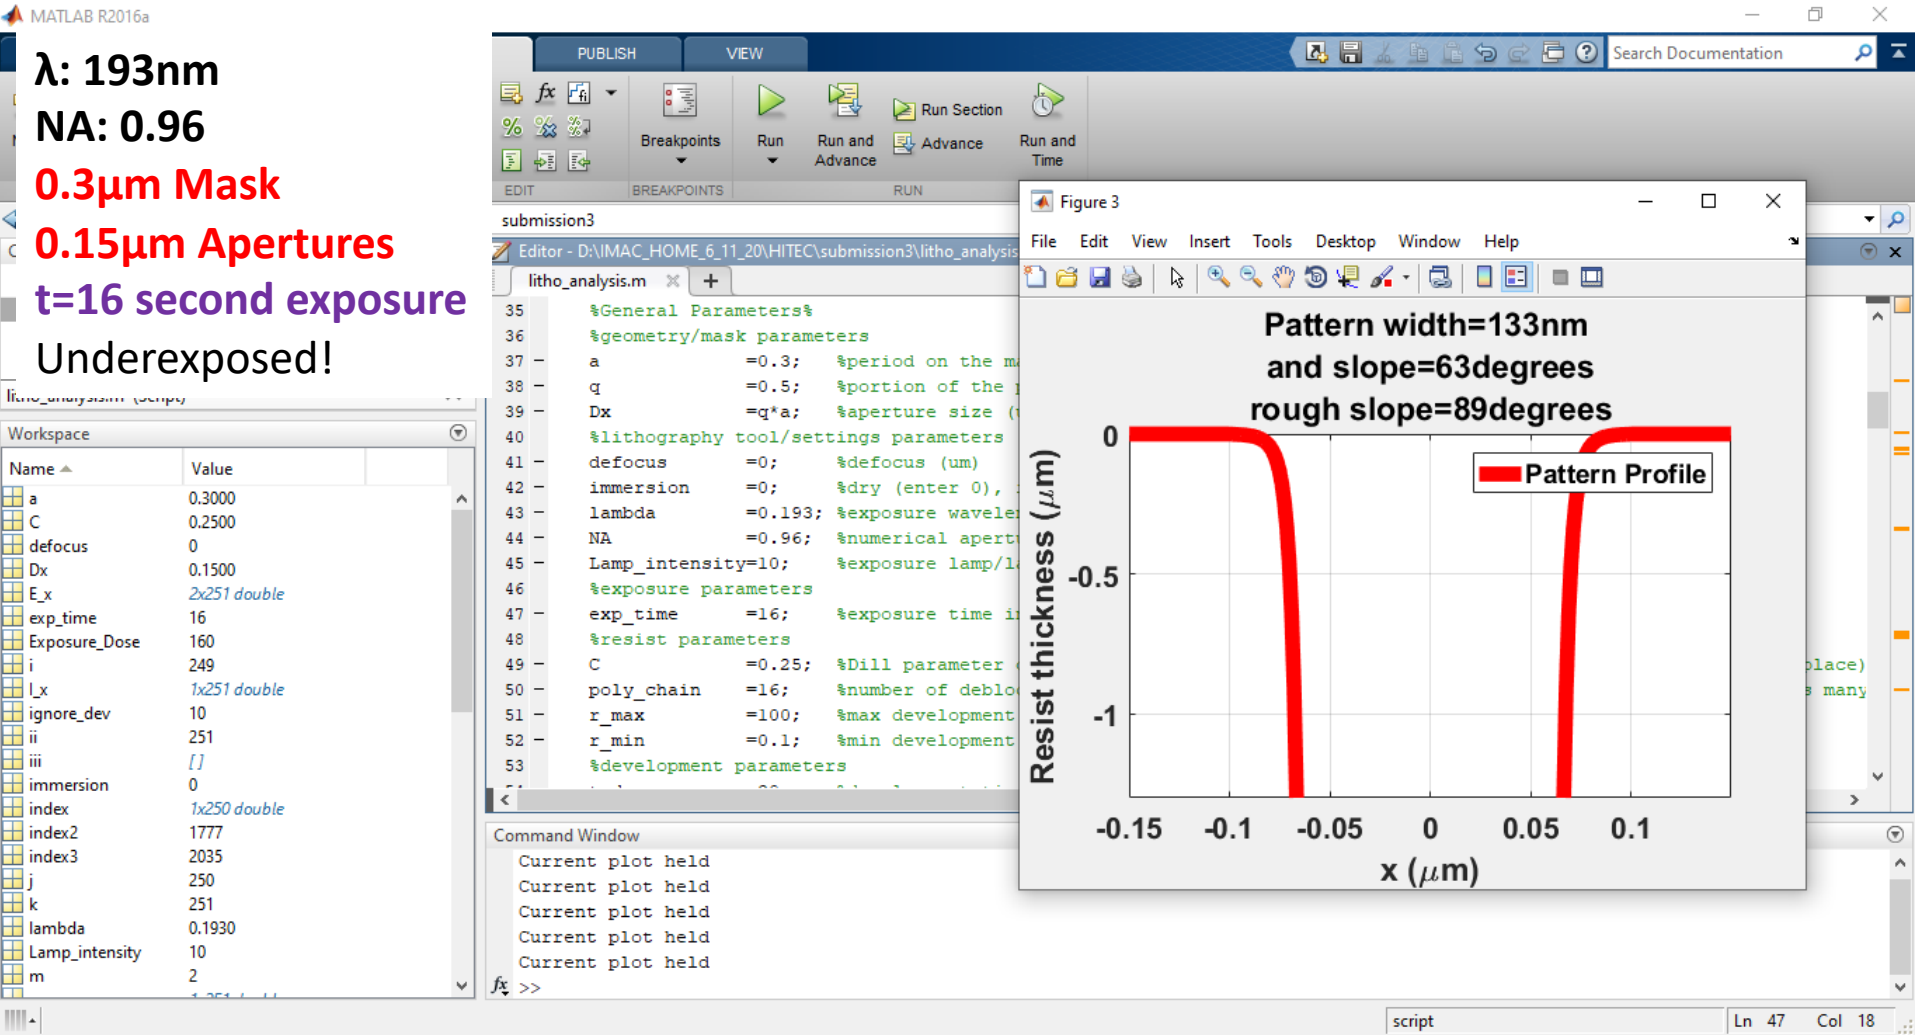 MATLAB R2016a
λ: 193nm
NA: 0.96
0.3μm Mask
0.15μm Apertures
t=16 second exposure
Underexposed!
PUBLISH
VIEW
Search Documentation
fx
Breakpoints
Run
Run and
Advance
Run Section
Advance
Run and
Time
EDIT
BREAKPOINTS
RUN
submission3
Editor - D:\IMAC_HOME_6_11_20\HITEC\submission3\litho_analysis
litho_analysis.m
35 %General Parameters%
36 %geometry/mask parameters
37 – a =0.3; %period on the m
38 – q =0.5; %portion of the
39 – Dx =q*a; %aperture size (
40 %lithography tool/settings parameters
41 – defocus =0; %defocus (um)
42 – immersion =0; %dry (enter 0),
43 – lambda =0.193; %exposure wavele
44 – NA =0.96; %numerical apert
45 – Lamp_intensity=10; %exposure lamp/l
46 %exposure parameters
47 – exp_time =16; %exposure time i
48 %resist parameters
49 – C =0.25; %Dill parameter
place)
50 – poly_chain =16; %number of deblo
s many
51 – r_max =100; %max development
52 – r_min =0.1; %min development
53 %development parameters
litho_analysis.m (Script)
Workspace
Name
Value
a 0.3000
C 0.2500
defocus 0
Dx 0.1500
E_x 2x251 double
exp_time 16
Exposure_Dose 160
i 249
I_x 1x251 double
ignore_dev 10
ii 251
iii []
immersion 0
index 1x250 double
index2 1777
index3 2035
j 250
k 251
lambda 0.1930
Lamp_intensity 10
m 2
Figure 3
File Edit View Insert Tools Desktop Window Help
Pattern width=133nm
and slope=63degrees
rough slope=89degrees
Pattern Profile
Resist thickness (μm)
0
-0.5
-1
-0.15 -0.1 -0.05 0 0.05 0.1
x (μm)
Command Window
Current plot held
Current plot held
Current plot held
Current plot held
Current plot held
fx >>
script
Ln 47 Col 18